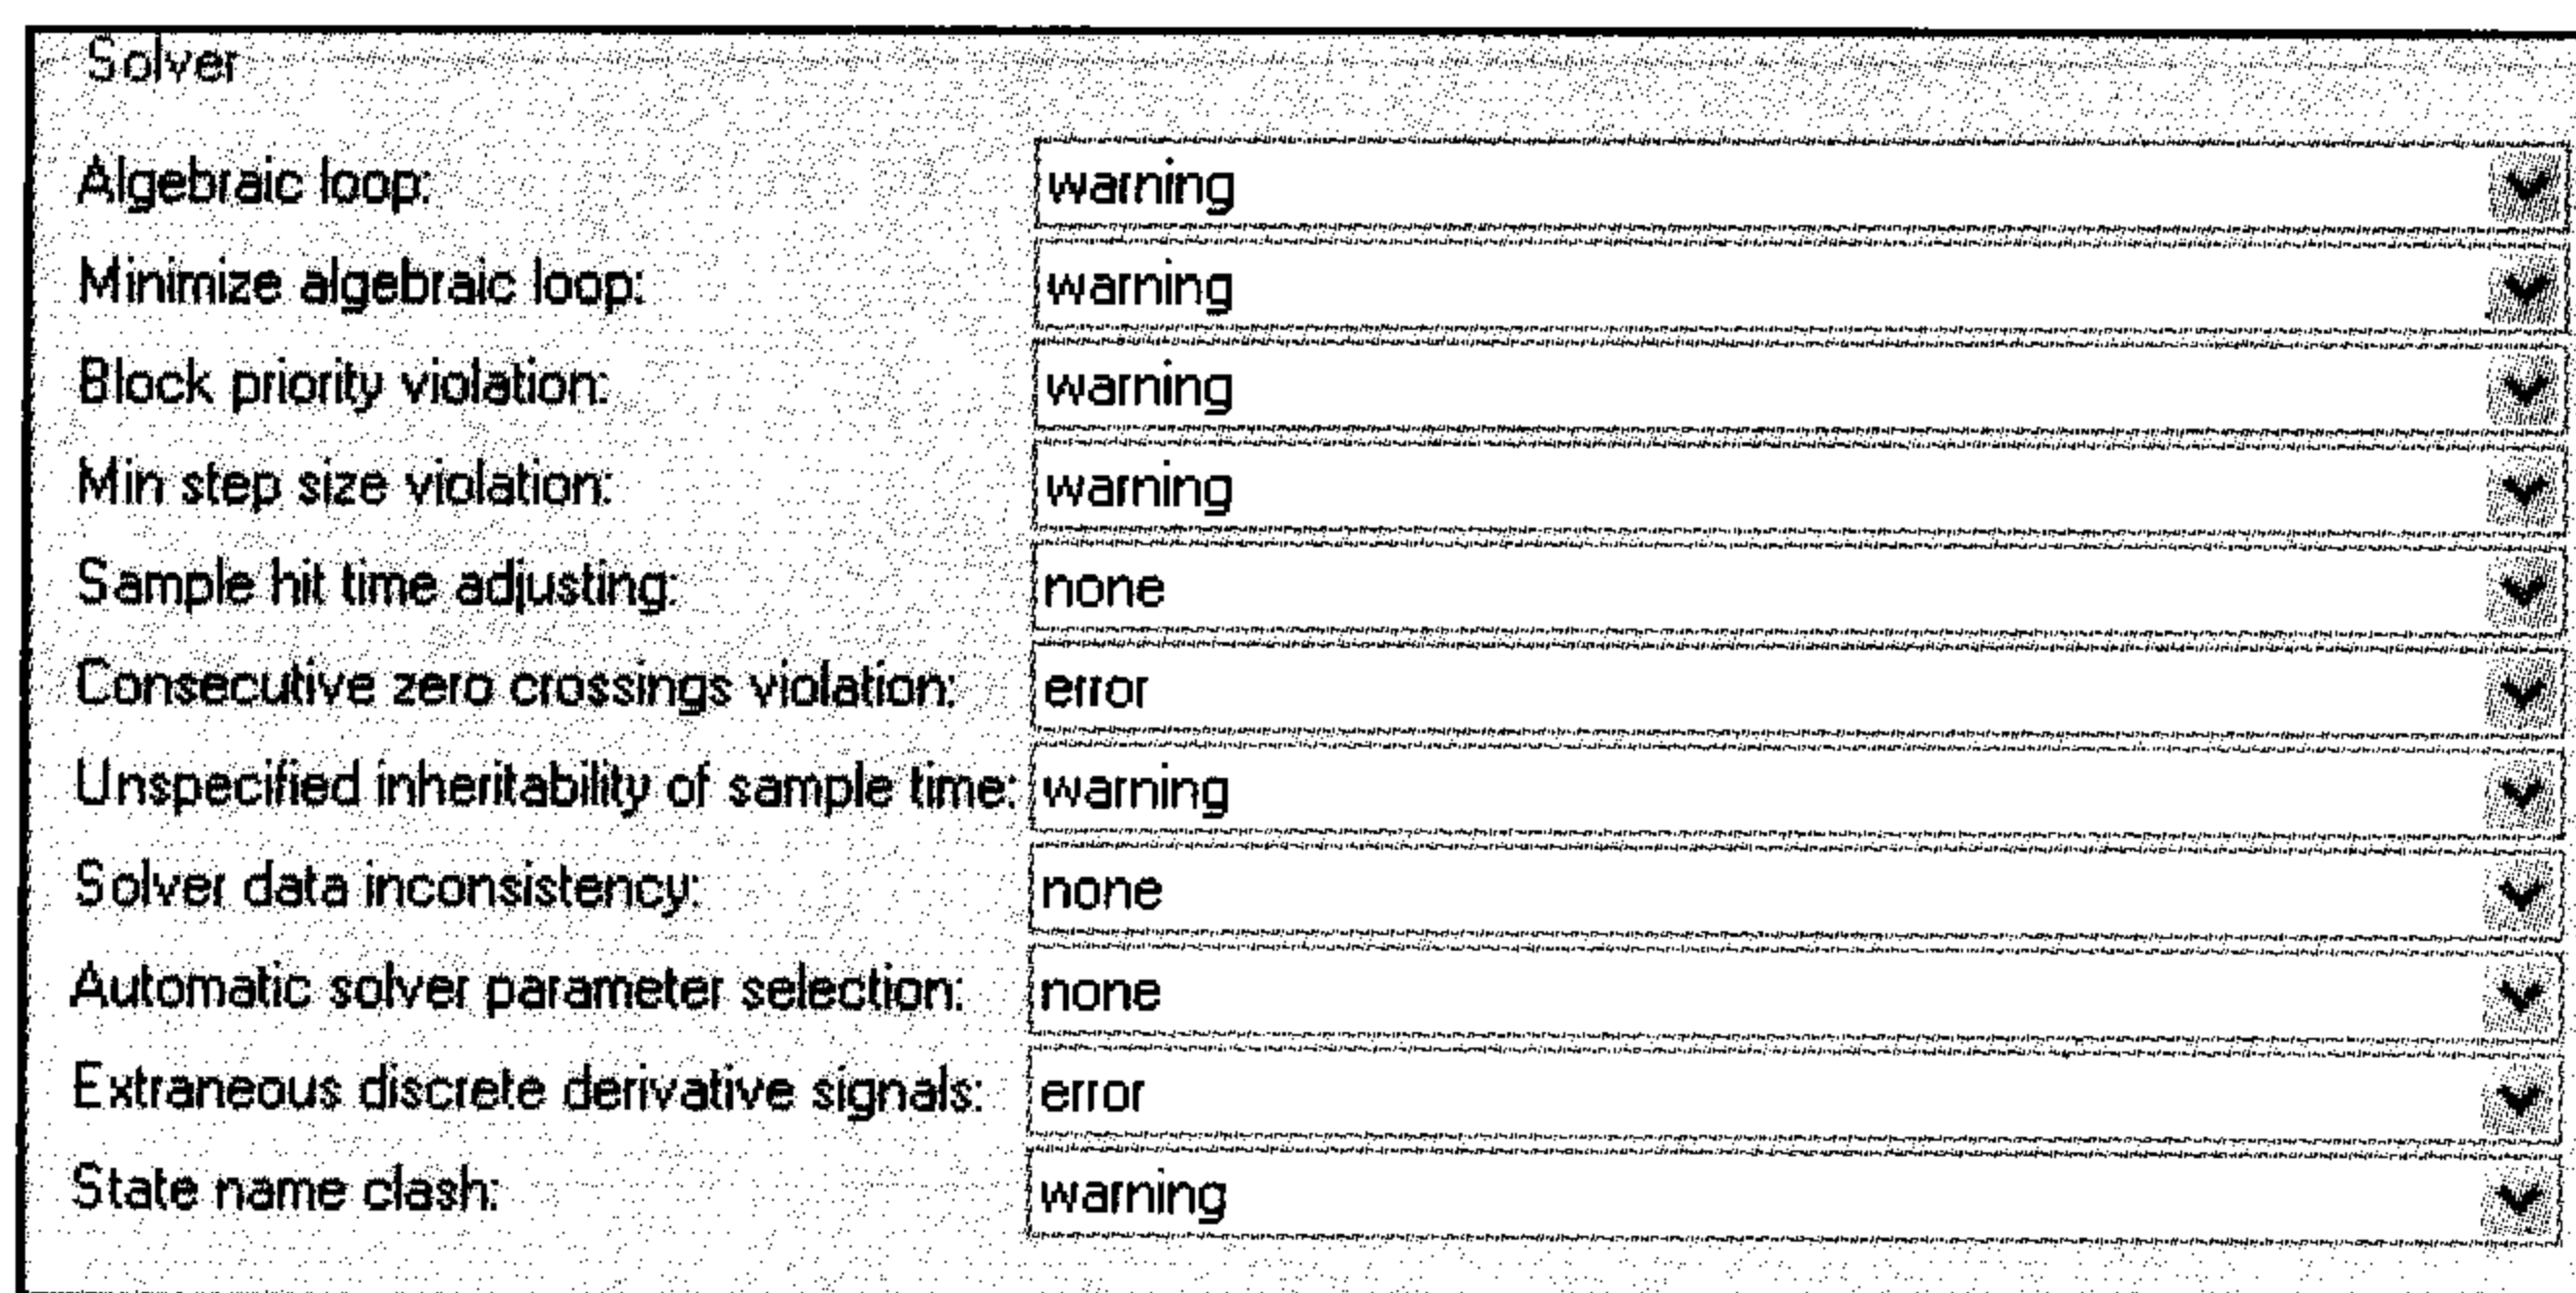 Solver
Algebraic loop: warning
Minimize algebraic loop: warning
Block priority violation: warning
Min step size violation: warning
Sample hit time adjusting: none
Consecutive zero crossings violation: error
Unspecified inheritability of sample time: warning
Solver data inconsistency: none
Automatic solver parameter selection: none
Extraneous discrete derivative signals: error
State name clash: warning